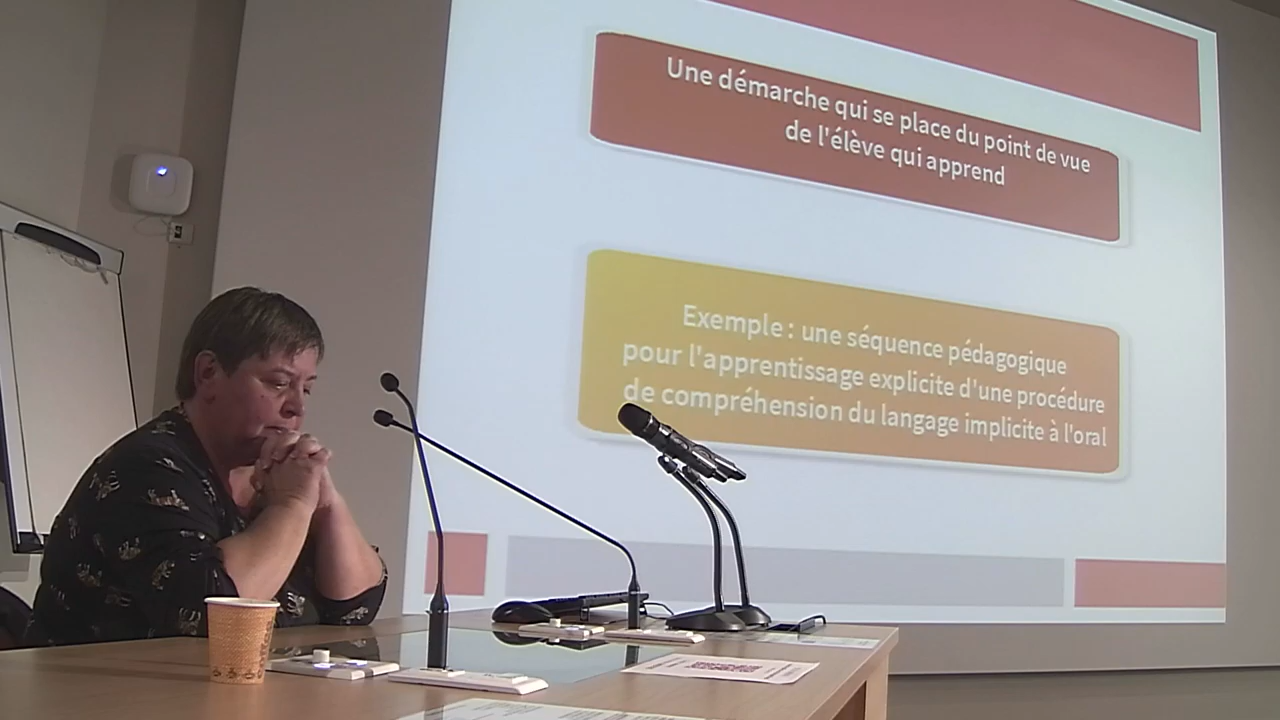 Une démarche qui se place du point de vue
de l'élève qui apprend
Exemple : une séquence pédagogique
pour l'apprentissage explicite d'une procédure
de compréhension du langage implicite à l'oral